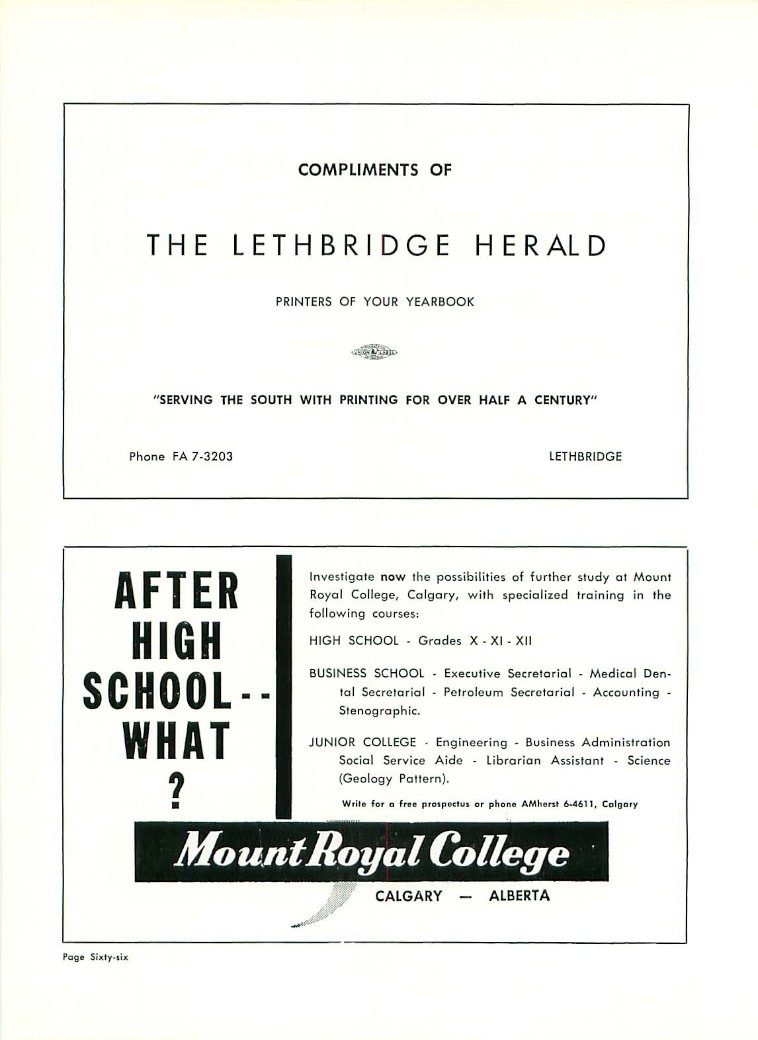 COMPLIMENTS OF
THE LETHBRIDGE HERALD
PRINTERS OF YOUR YEARBOOK
"SERVING THE SOUTH WITH PRINTING FOR OVER HALF A CENTURY"
Phone FA 7-3203 LETHBRIDGE
AFTER
HIGH
SCHOOL--
WHAT
?
Investigate now the possibilities of further study at Mount
Royal College, Calgary, with specialized training in the
following courses:
HIGH SCHOOL - Grades X - XI - XII
BUSINESS SCHOOL - Executive Secretarial - Medical Den-
tal Secretarial - Petroleum Secretarial - Accounting -
Stenographic.
JUNIOR COLLEGE - Engineering - Business Administration
Social Service Aide - Librarian Assistant - Science
(Geology Pattern).
Write for a free prospectus or phone AMherst 6-4611, Calgary
Mount Royal College
CALGARY — ALBERTA
Page Sixty-six